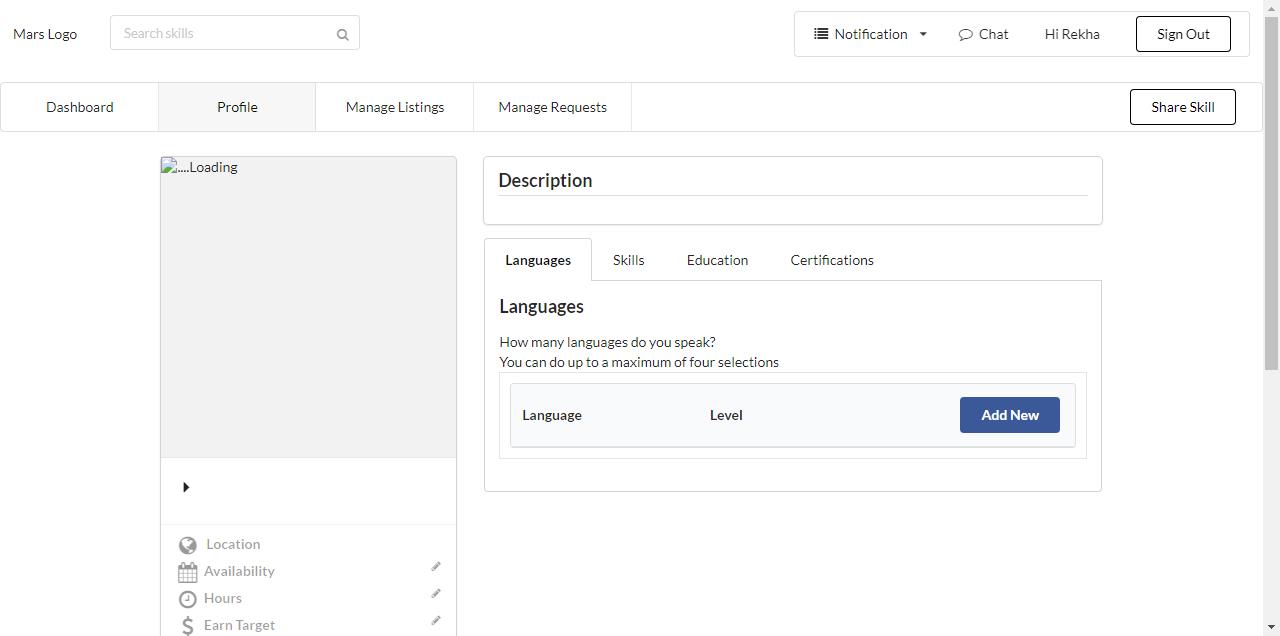 Mars Logo
Search skills
Notification
Chat
Hi Rekha
Sign Out
Dashboard
Profile
Manage Listings
Manage Requests
Share Skill
....Loading
Description
Languages
Skills
Education
Certifications
Languages
How many languages do you speak?
You can do up to a maximum of four selections
Language
Level
Add New
Location
Availability
Hours
Earn Target